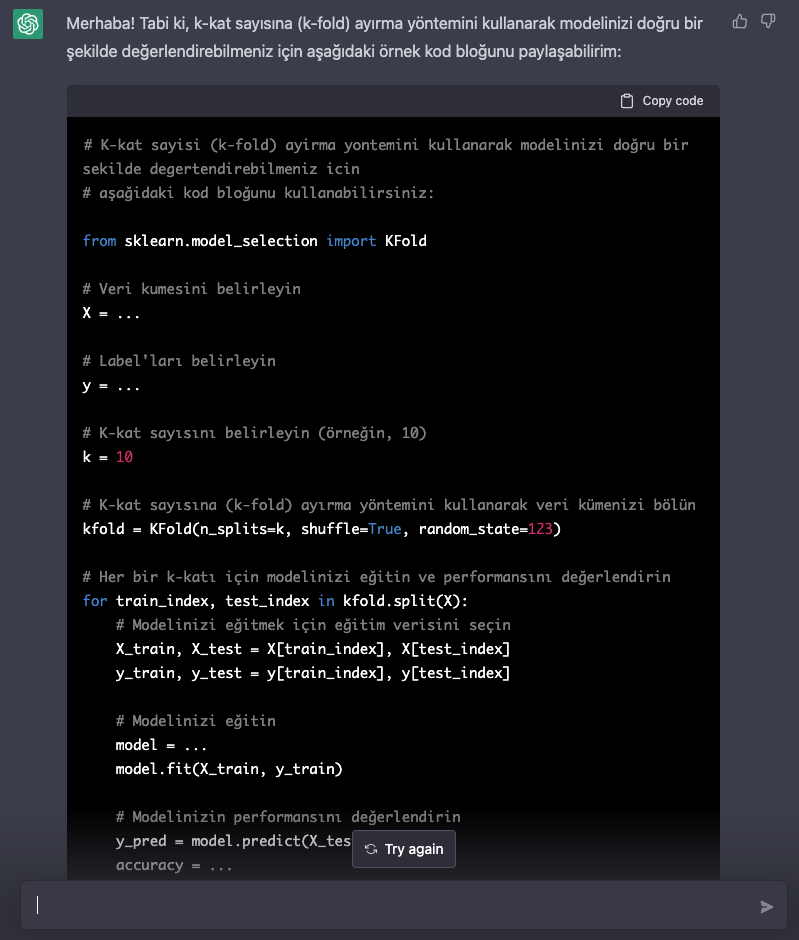 Merhaba! Tabi ki, k-kat sayısına (k-fold) ayırma yöntemini kullanarak modelinizi doğru bir
şekilde değerlendirebilmeniz için aşağıdaki örnek kod bloğunu paylaşabilirim:
Copy code
# K-kat sayisi (k-fold) ayirma yontemini kullanarak modelinizi doğru bir
sekilde degertendirebilmeniz icin
# aşağidaki kod bloğunu kullanabilirsiniz:
from sklearn.model_selection import KFold
# Veri kumesini belirleyin
X = ...
# Label'ları belirleyin
y = ...
# K-kat sayısını belirleyin (örneğin, 10)
k = 10
# K-kat sayısına (k-fold) ayırma yöntemini kullanarak veri kümenizi bölün
kfold = KFold(n_splits=k, shuffle=True, random_state=123)
# Her bir k-katı için modelinizi eğitin ve performansını değerlendirin
for train_index, test_index in kfold.split(X):
    # Modelinizi eğitmek için eğitim verisini seçin
    X_train, X_test = X[train_index], X[test_index]
    y_train, y_test = y[train_index], y[test_index]
    # Modelinizi eğitin
    model = ...
    model.fit(X_train, y_train)
    # Modelinizin performansını değerlendirin
    y_pred = model.predict(X_tes
Try again
    accuracy = ...